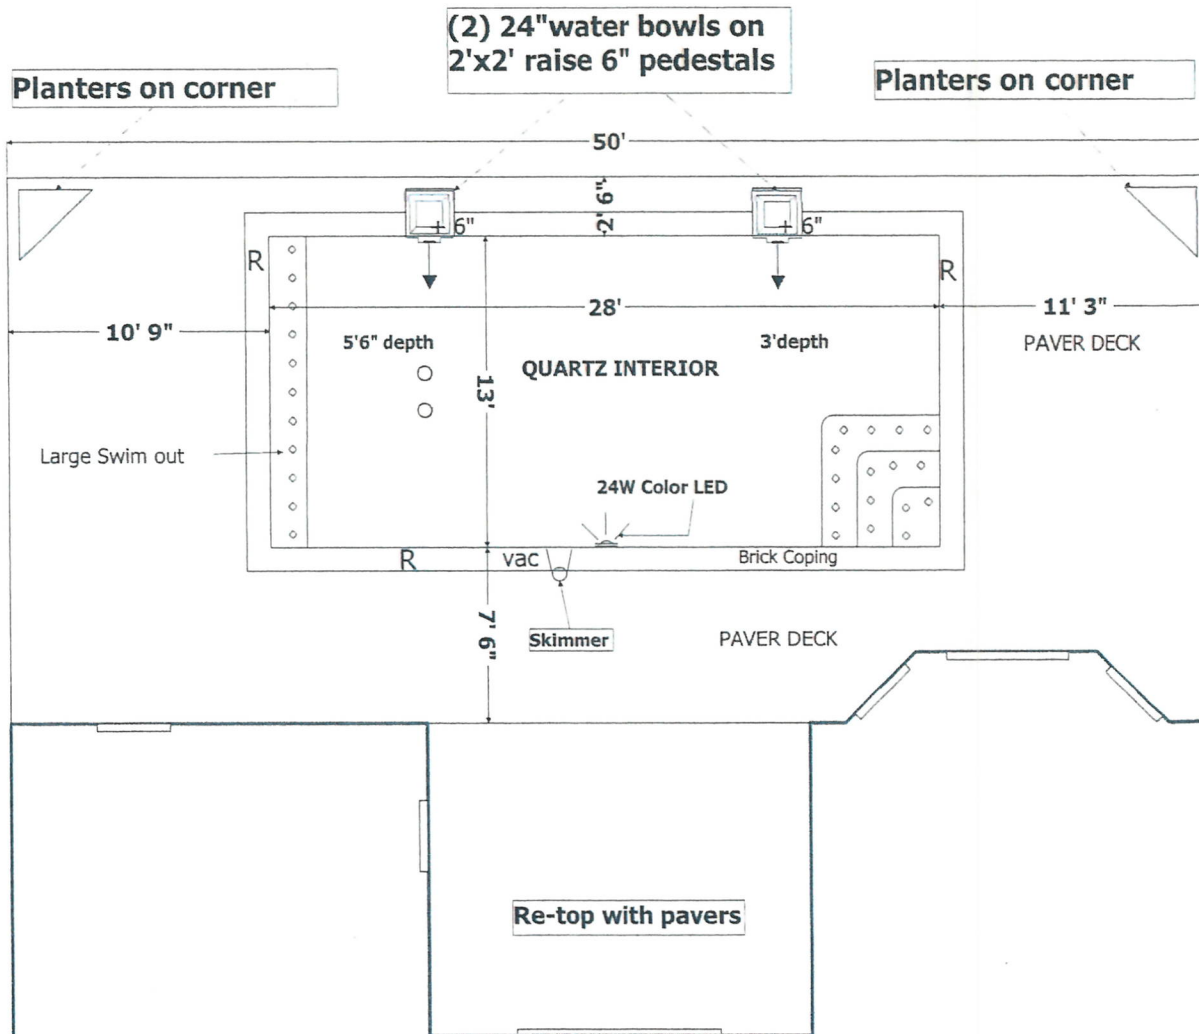 (2) 24"water bowls on
2'x2' raise 6" pedestals
Planters on corner
Planters on corner
50'
2' 9"
6"
6"
R
R
28'
10' 9"
11' 3"
5'6" depth
3'depth
PAVER DECK
13'
QUARTZ INTERIOR
Large Swim out
24W Color LED
R
vac
Brick Coping
7' 6"
Skimmer
PAVER DECK
Re-top with pavers